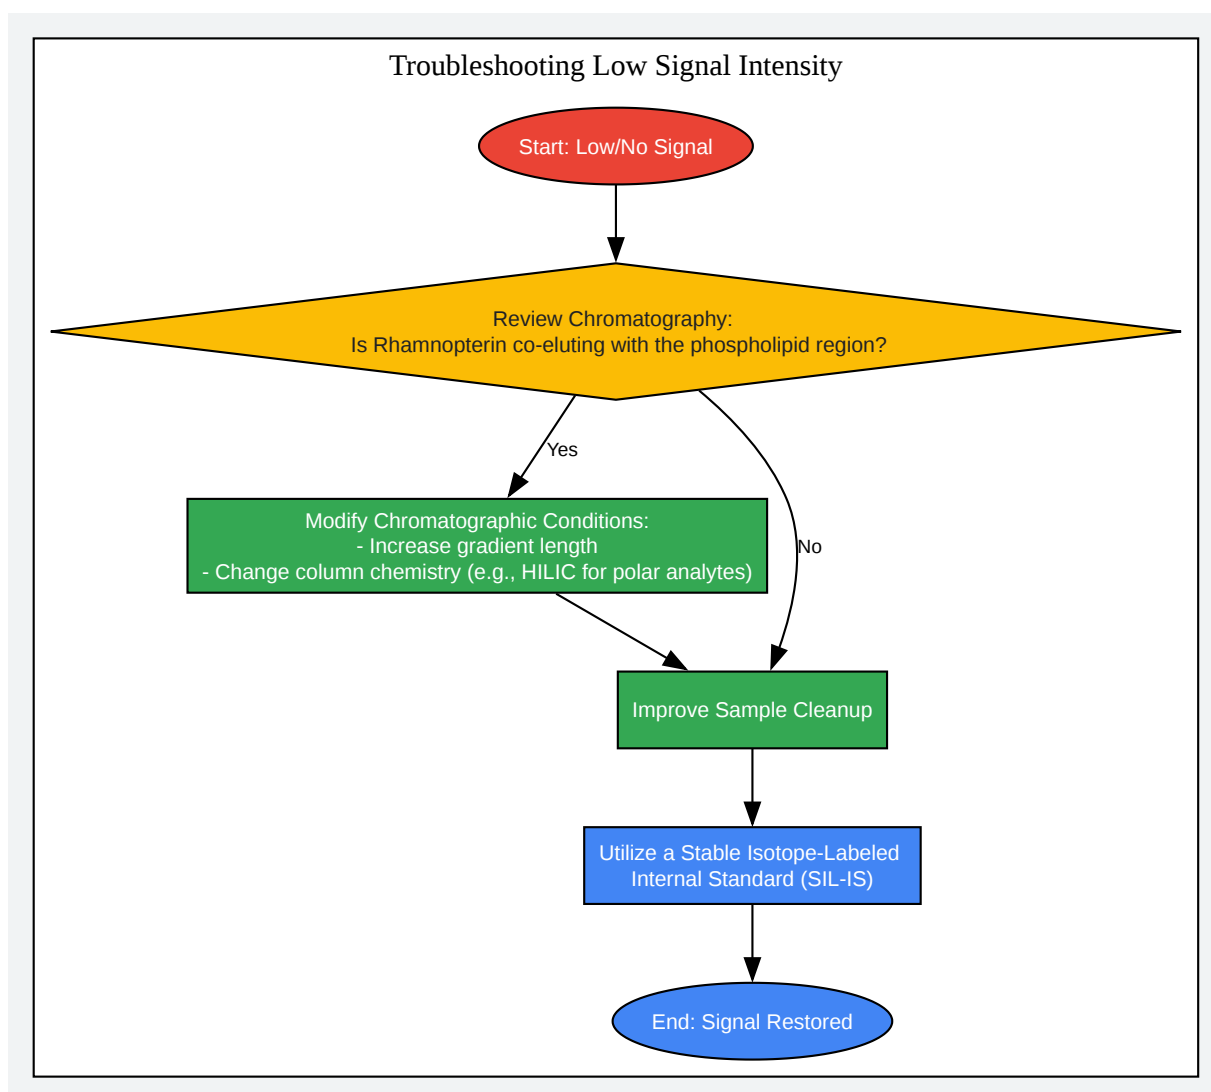 Troubleshooting Low Signal Intensity
Start: Low/No Signal
Review Chromatography:
Is Rhamnopterin co-eluting with the phospholipid region?
Yes
Modify Chromatographic Conditions:
- Increase gradient length
- Change column chemistry (e.g., HILIC for polar analytes)
No
Improve Sample Cleanup
Utilize a Stable Isotope-Labeled
Internal Standard (SIL-IS)
End: Signal Restored